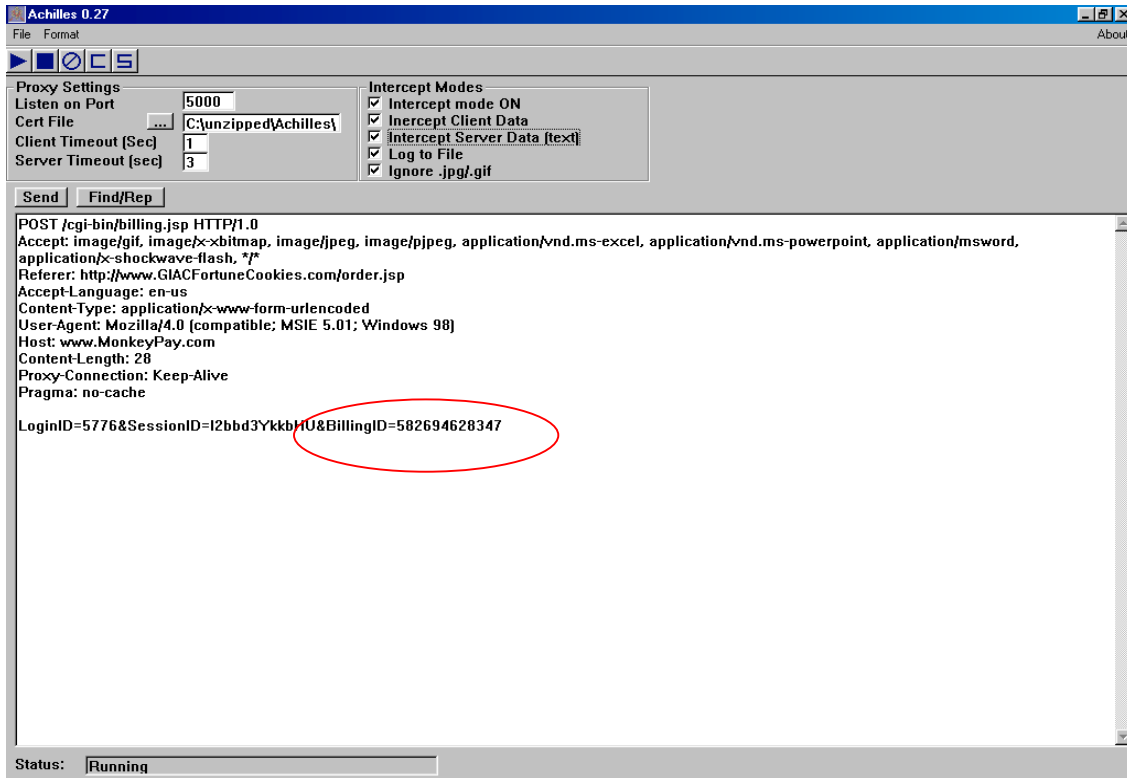 Achilles 0.27
File Format About
Proxy Settings
Listen on Port 5000
Cert File ... C:\unzipped\Achilles\
Client Timeout (Sec) 1
Server Timeout (sec) 3
Intercept Modes
Intercept mode ON
Inercept Client Data
Intercept Server Data (text)
Log to File
Ignore .jpg/.gif
Send Find/Rep
POST /cgi-bin/billing.jsp HTTP/1.0
Accept: image/gif, image/x-xbitmap, image/jpeg, image/pjpeg, application/vnd.ms-excel, application/vnd.ms-powerpoint, application/msword,
application/x-shockwave-flash, */*
Referer: http://www.GIACFortuneCookies.com/order.jsp
Accept-Language: en-us
Content-Type: application/x-www-form-urlencoded
User-Agent: Mozilla/4.0 (compatible; MSIE 5.01; Windows 98)
Host: www.MonkeyPay.com
Content-Length: 28
Proxy-Connection: Keep-Alive
Pragma: no-cache
LoginID=5776&SessionID=I2bbd3YkkbHU&BillingID=582694628347
Status: Running